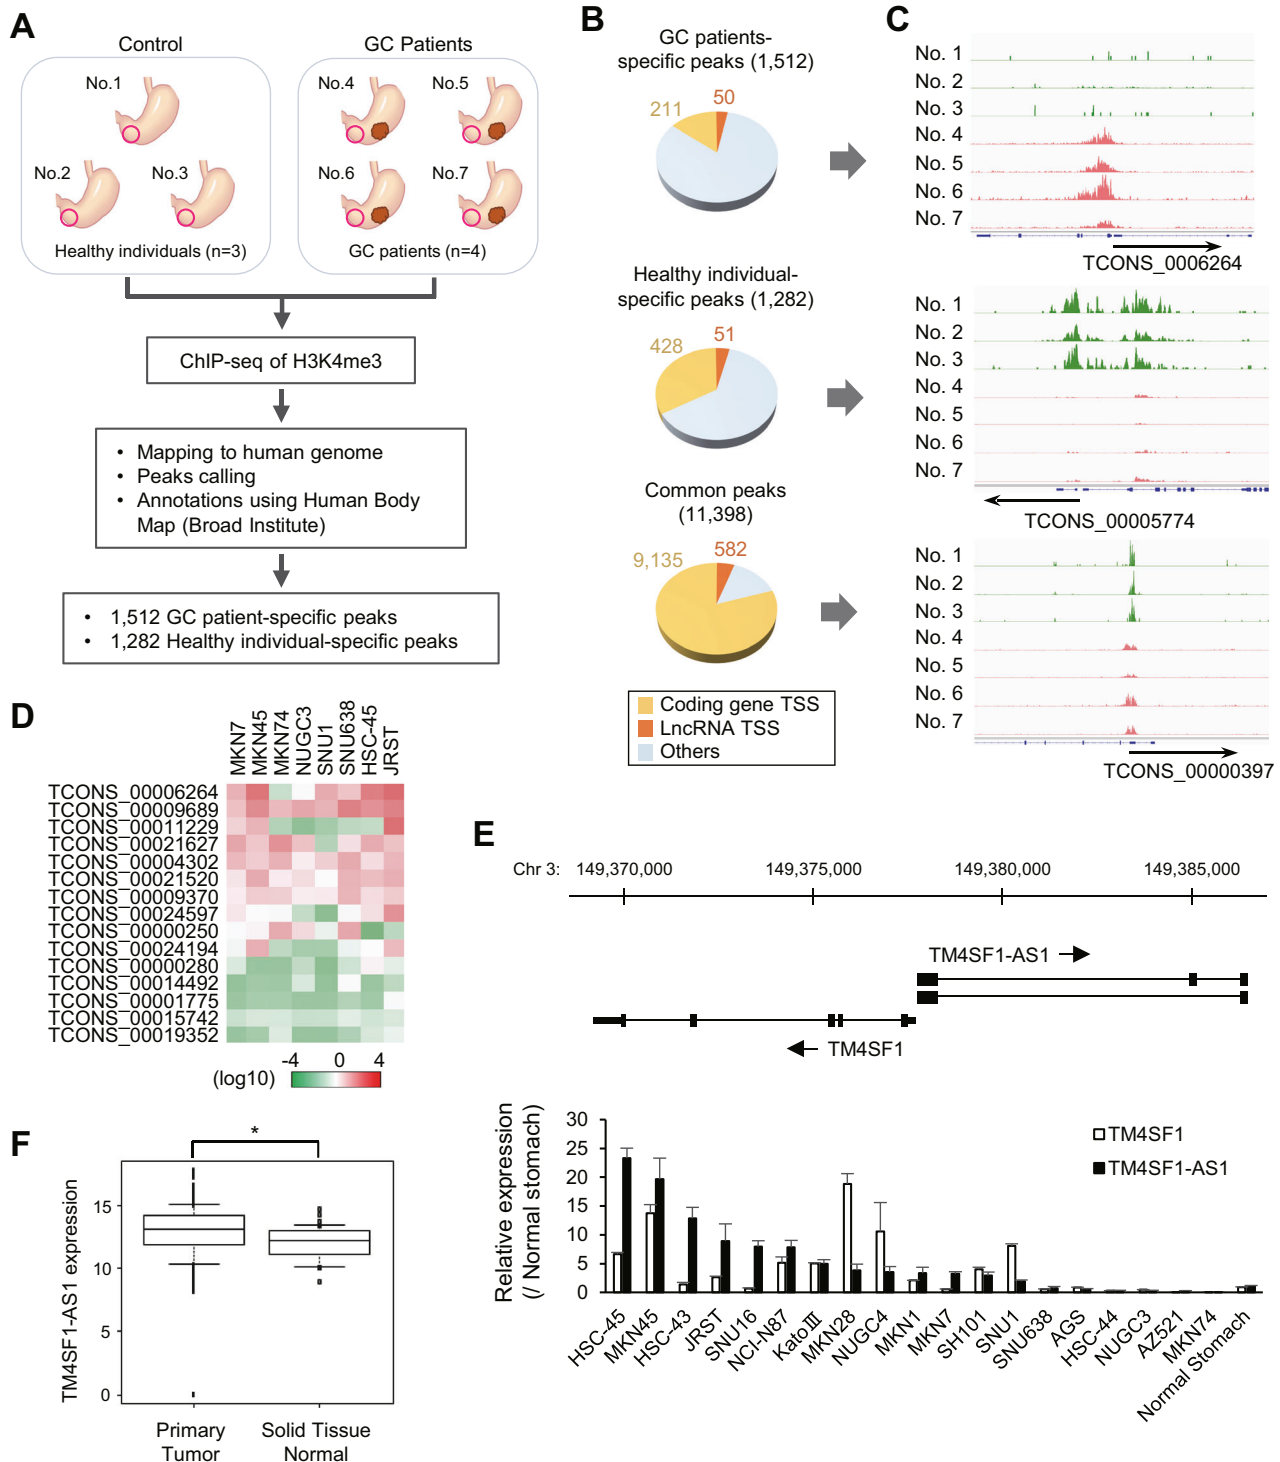 A
Control
GC Patients
No.1
No.2
No.3
Healthy individuals (n=3)
No.4
No.5
No.6
No.7
GC patients (n=4)
ChIP-seq of H3K4me3
• Mapping to human genome
• Peaks calling
• Annotations using Human Body
Map (Broad Institute)
• 1,512 GC patient-specific peaks
• 1,282 Healthy individual-specific peaks
B
GC patients-
specific peaks (1,512)
211
50
Healthy individual-
specific peaks (1,282)
428
51
Common peaks
(11,398)
9,135
582
Coding gene TSS
LncRNA TSS
Others
C
No. 1
No. 2
No. 3
No. 4
No. 5
No. 6
No. 7
TCONS_0006264
No. 1
No. 2
No. 3
No. 4
No. 5
No. 6
No. 7
TCONS_00005774
No. 1
No. 2
No. 3
No. 4
No. 5
No. 6
No. 7
TCONS_00000397
D
MKN7
MKN45
MKN74
NUGC3
SNU1
SNU638
HSC-45
JRST
TCONS_00006264
TCONS_00009689
TCONS_00011229
TCONS_00021627
TCONS_00004302
TCONS_00021520
TCONS_00009370
TCONS_00024597
TCONS_00000250
TCONS_00024194
TCONS_00000280
TCONS_00014492
TCONS_00001775
TCONS_00015742
TCONS_00019352
-4 0 4
(log10)
E
Chr 3: 149,370,000 149,375,000 149,380,000 149,385,000
TM4SF1-AS1
TM4SF1
Relative expression
(/ Normal stomach)
30
25
20
15
10
5
0
TM4SF1
TM4SF1-AS1
HSC-45
MKN45
HSC-43
JRST
SNU16
NCI-N87
KatoⅢ
MKN28
NUGC4
MKN1
MKN7
SH101
SNU1
SNU638
AGS
HSC-44
NUGC3
AZ521
MKN74
Normal Stomach
F
*
TM4SF1-AS1 expression
15
10
5
0
Primary
Tumor
Solid Tissue
Normal